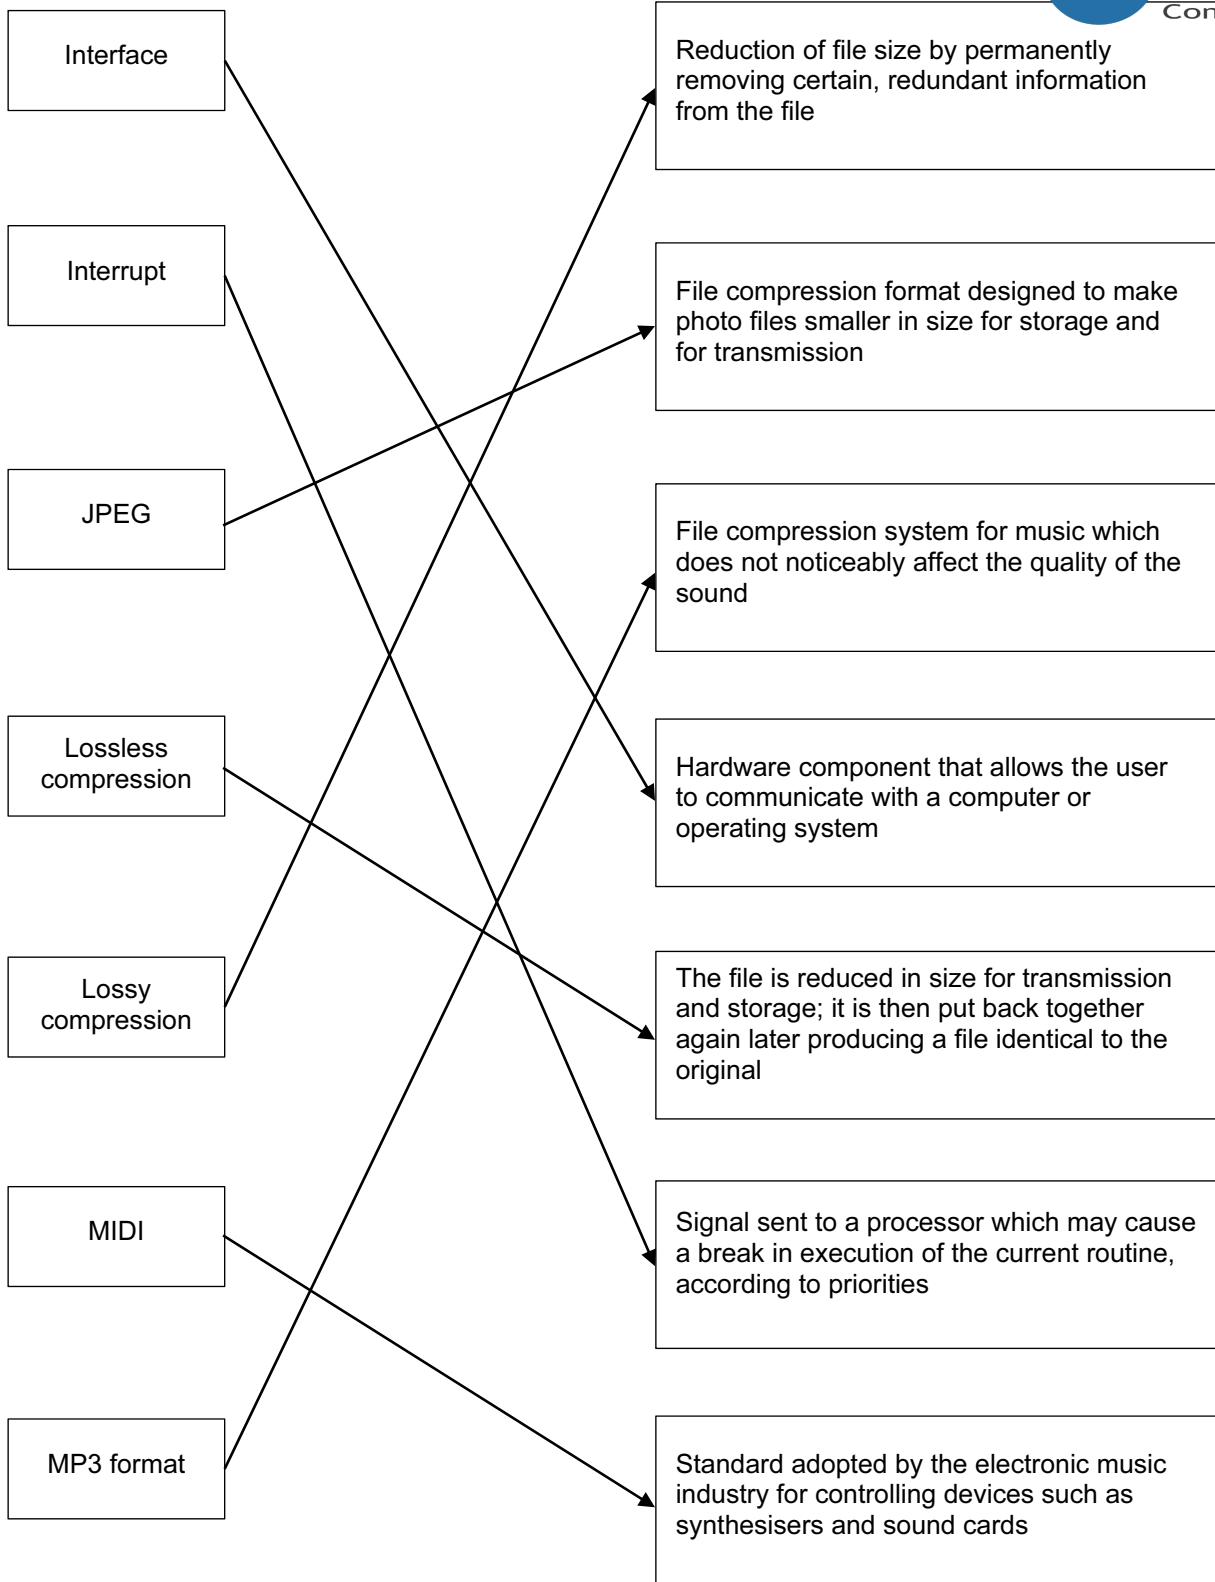 Interface
Interrupt
JPEG
Lossless
compression
Lossy
compression
MIDI
MP3 format
Reduction of file size by permanently
removing certain, redundant information
from the file
File compression format designed to make
photo files smaller in size for storage and
for transmission
File compression system for music which
does not noticeably affect the quality of the
sound
Hardware component that allows the user
to communicate with a computer or
operating system
The file is reduced in size for transmission
and storage; it is then put back together
again later producing a file identical to the
original
Signal sent to a processor which may cause
a break in execution of the current routine,
according to priorities
Standard adopted by the electronic music
industry for controlling devices such as
synthesisers and sound cards